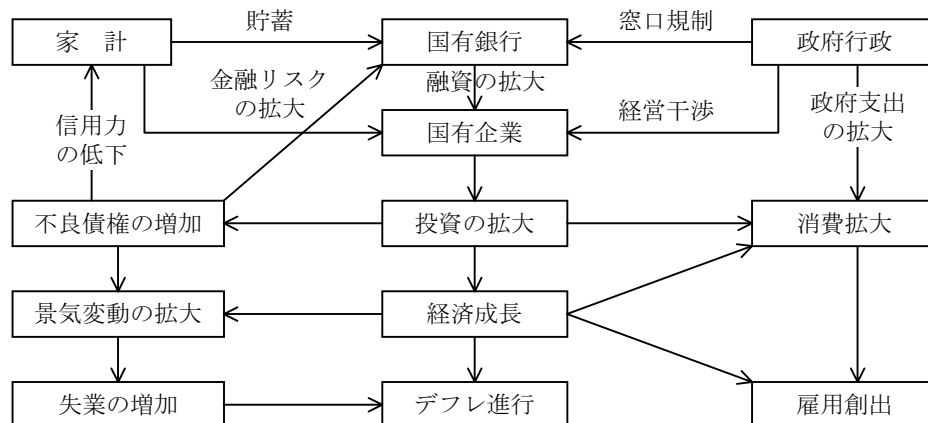 家　計
貯蓄
国有銀行
窓口規制
政府行政
金融リスク
の拡大
融資の拡大
政府支出
の拡大
信用力
の低下
国有企業
経営干渉
不良債権の増加
投資の拡大
消費拡大
景気変動の拡大
経済成長
失業の増加
デフレ進行
雇用創出